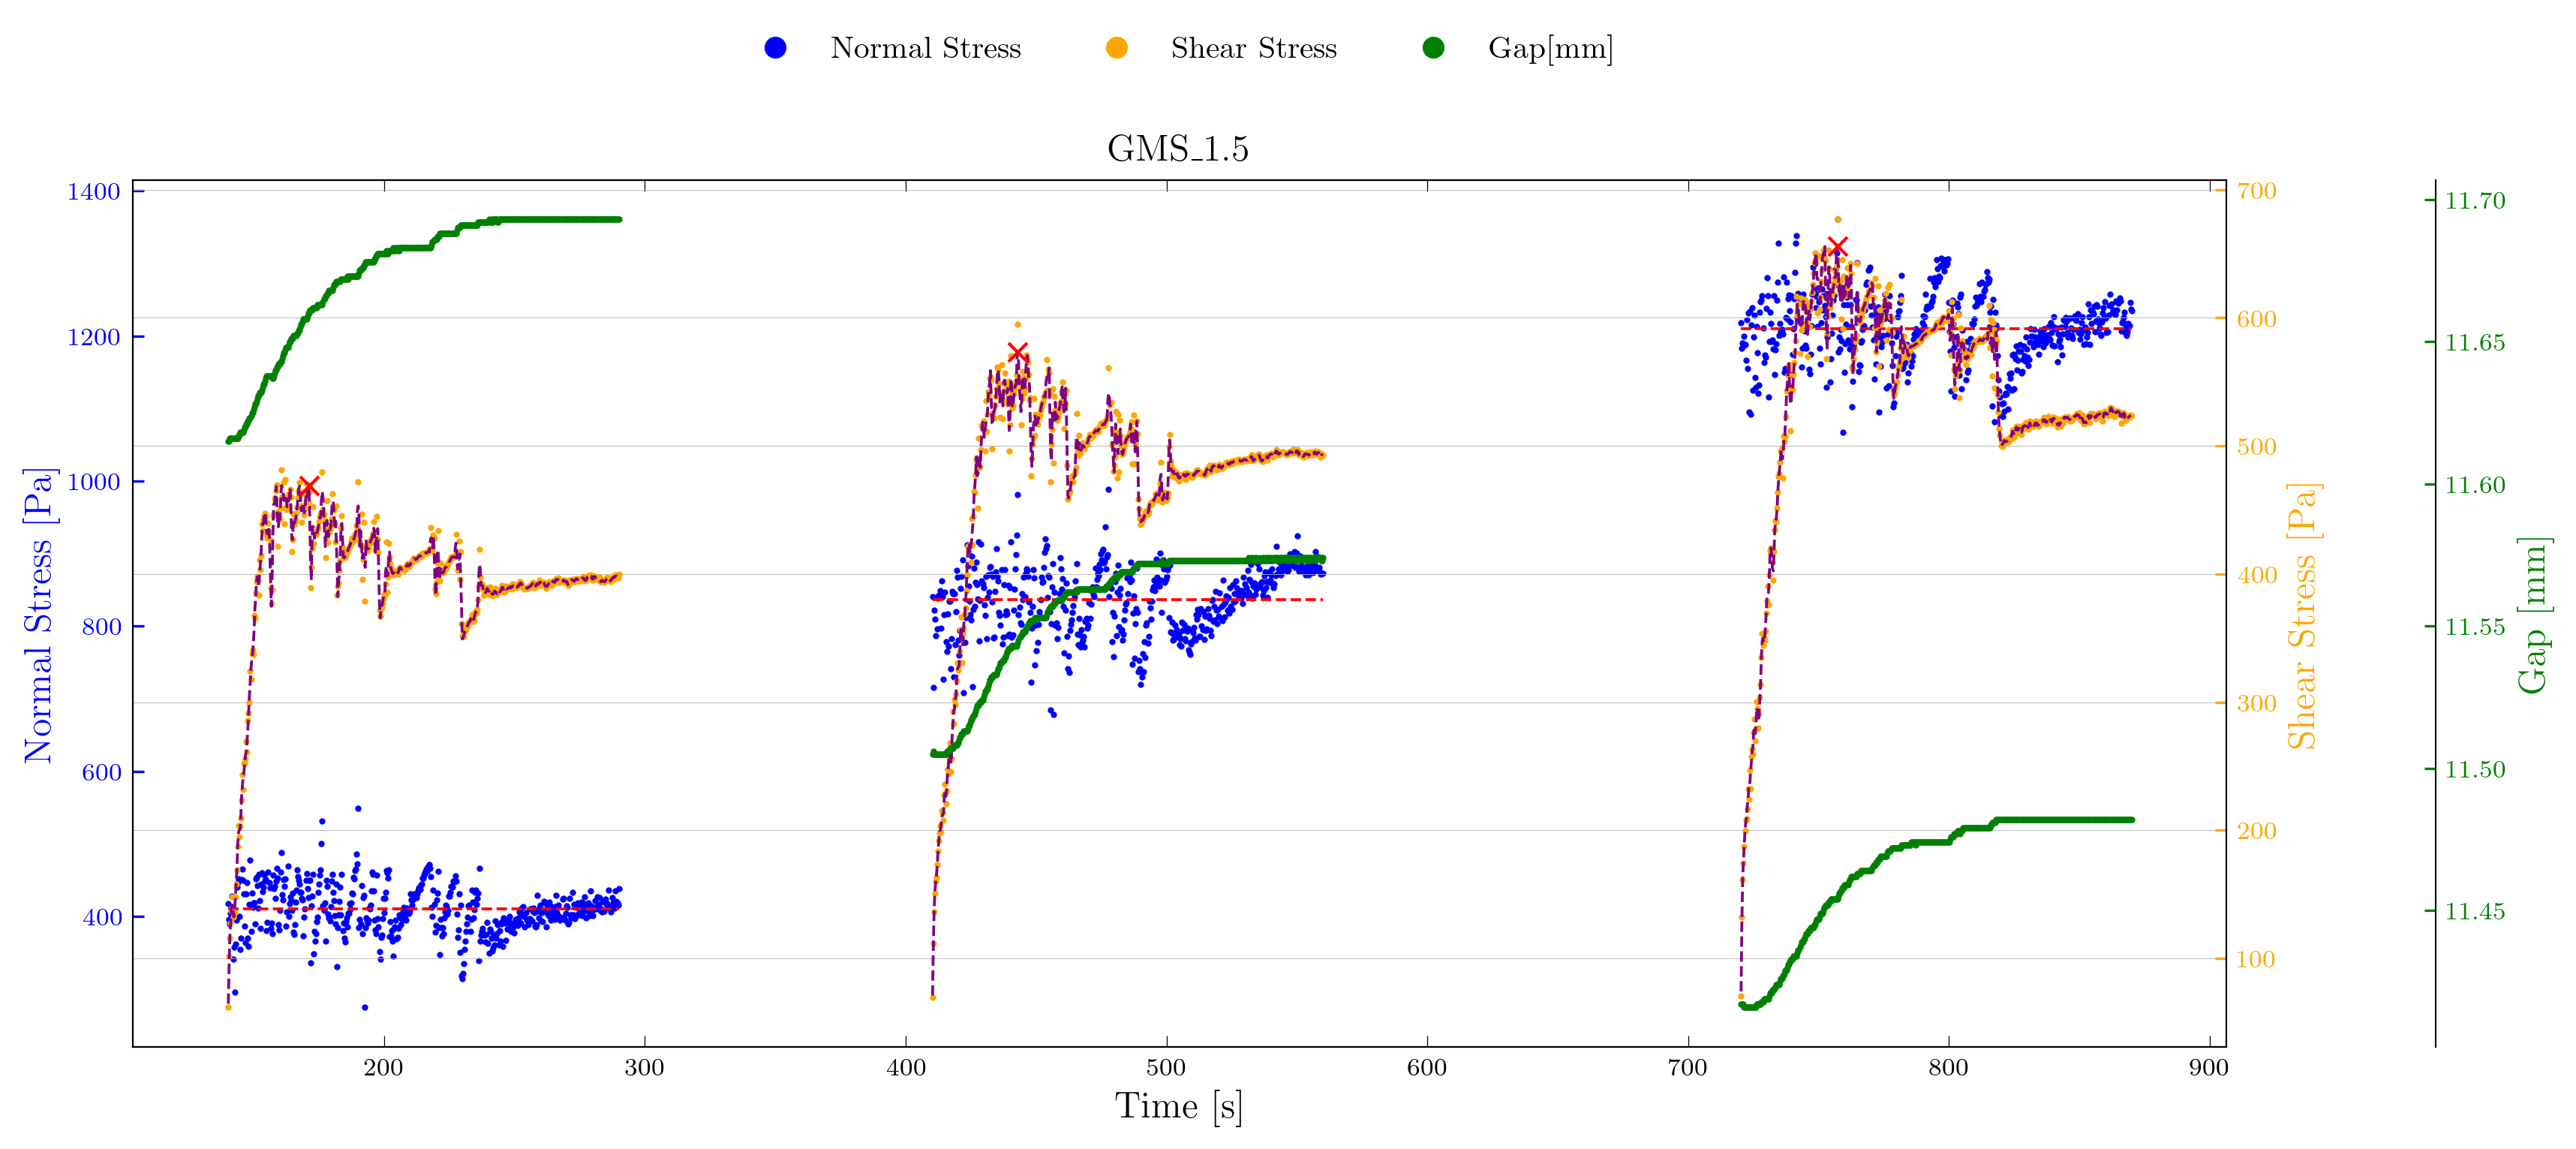 Normal Stress Shear Stress Gap[mm]
GMS_1.5
1400
1200
1000
800
600
400
Normal Stress [Pa]
700
600
500
400
300
200
100
Shear Stress [Pa]
11.70
11.65
11.60
11.55
11.50
11.45
Gap [mm]
200 300 400 500 600 700 800 900
Time [s]